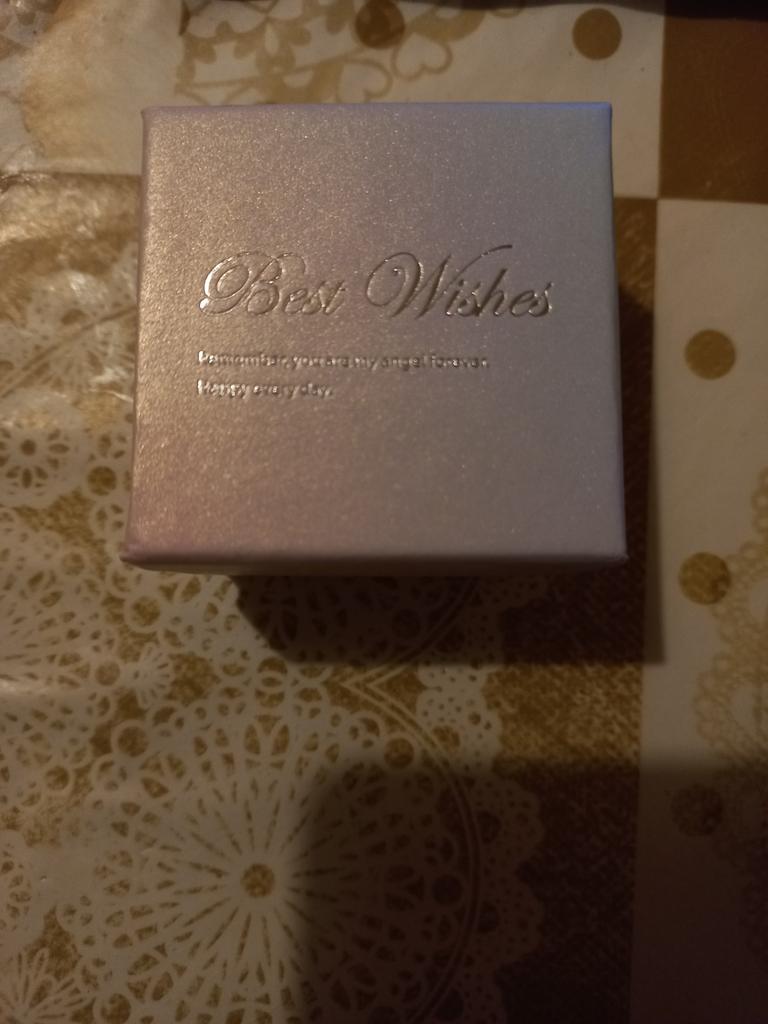 Best Wishes
Remember, you are my angel forever.
Happy every day.